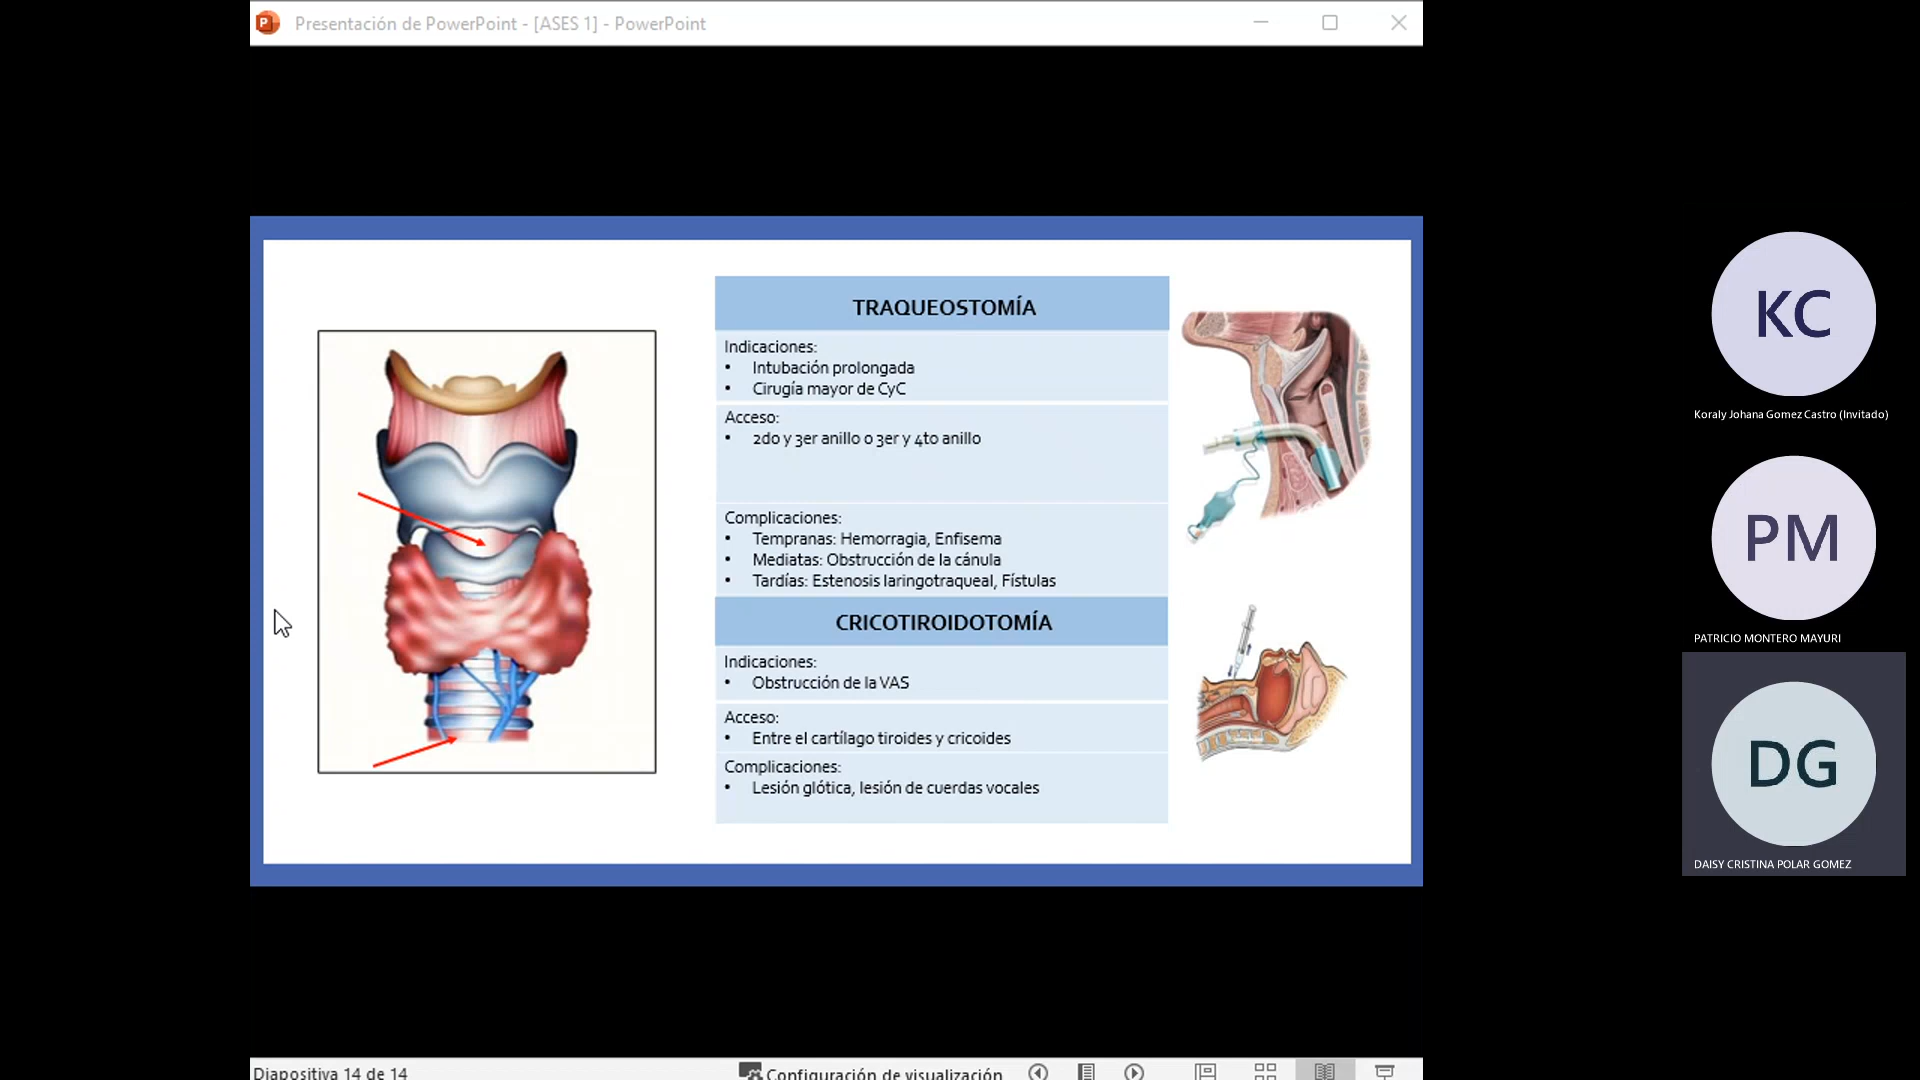 Presentación de PowerPoint - [ASES 1] - PowerPoint
TRAQUEOSTOMÍA
Indicaciones:
• Intubación prolongada
• Cirugía mayor de CyC
Acceso:
• 2do y 3er anillo o 3er y 4to anillo
Complicaciones:
• Tempranas: Hemorragia, Enfisema
• Mediatas: Obstrucción de la cánula
• Tardías: Estenosis laringotraqueal, Fístulas
CRICOTIROIDOTOMÍA
Indicaciones:
• Obstrucción de la VAS
Acceso:
• Entre el cartílago tiroides y cricoides
Complicaciones:
• Lesión glótica, lesión de cuerdas vocales
KC
Koraly Johana Gomez Castro (Invitado)
PM
PATRICIO MONTERO MAYURI
DG
DAISY CRISTINA POLAR GOMEZ
Diapositiva 14 de 14
Configuración de visualización